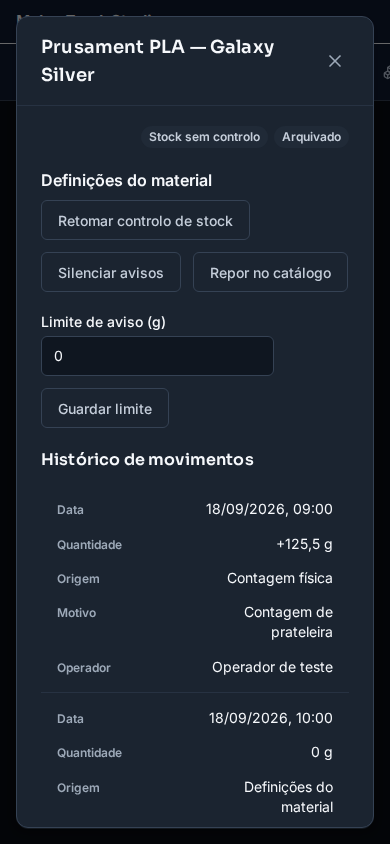 Prusament PLA — Galaxy
Silver
Stock sem controlo
Arquivado
Definições do material
Retomar controlo de stock
Silenciar avisos
Repor no catálogo
Limite de aviso (g)
0
Guardar limite
Histórico de movimentos
Data
18/09/2026, 09:00
Quantidade
+125,5 g
Origem
Contagem física
Motivo
Contagem de
prateleira
Operador
Operador de teste
Data
18/09/2026, 10:00
Quantidade
0 g
Origem
Definições do
material